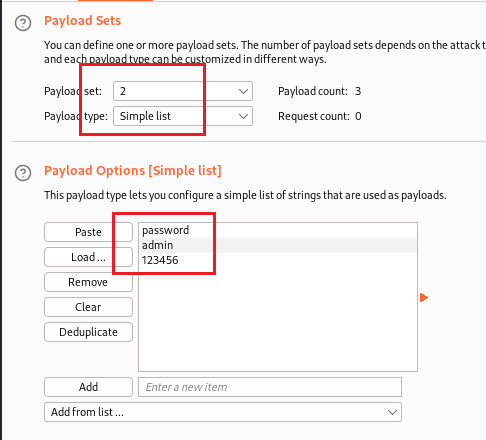 Payload Sets
You can define one or more payload sets. The number of payload sets depends on the attack t
and each payload type can be customized in different ways.
Payload set: 2 Payload count: 3
Payload type: Simple list Request count: 0
Payload Options [Simple list]
This payload type lets you configure a simple list of strings that are used as payloads.
Paste
Load ...
Remove
Clear
Deduplicate
password
admin
123456
Add Enter a new item
Add from list ...